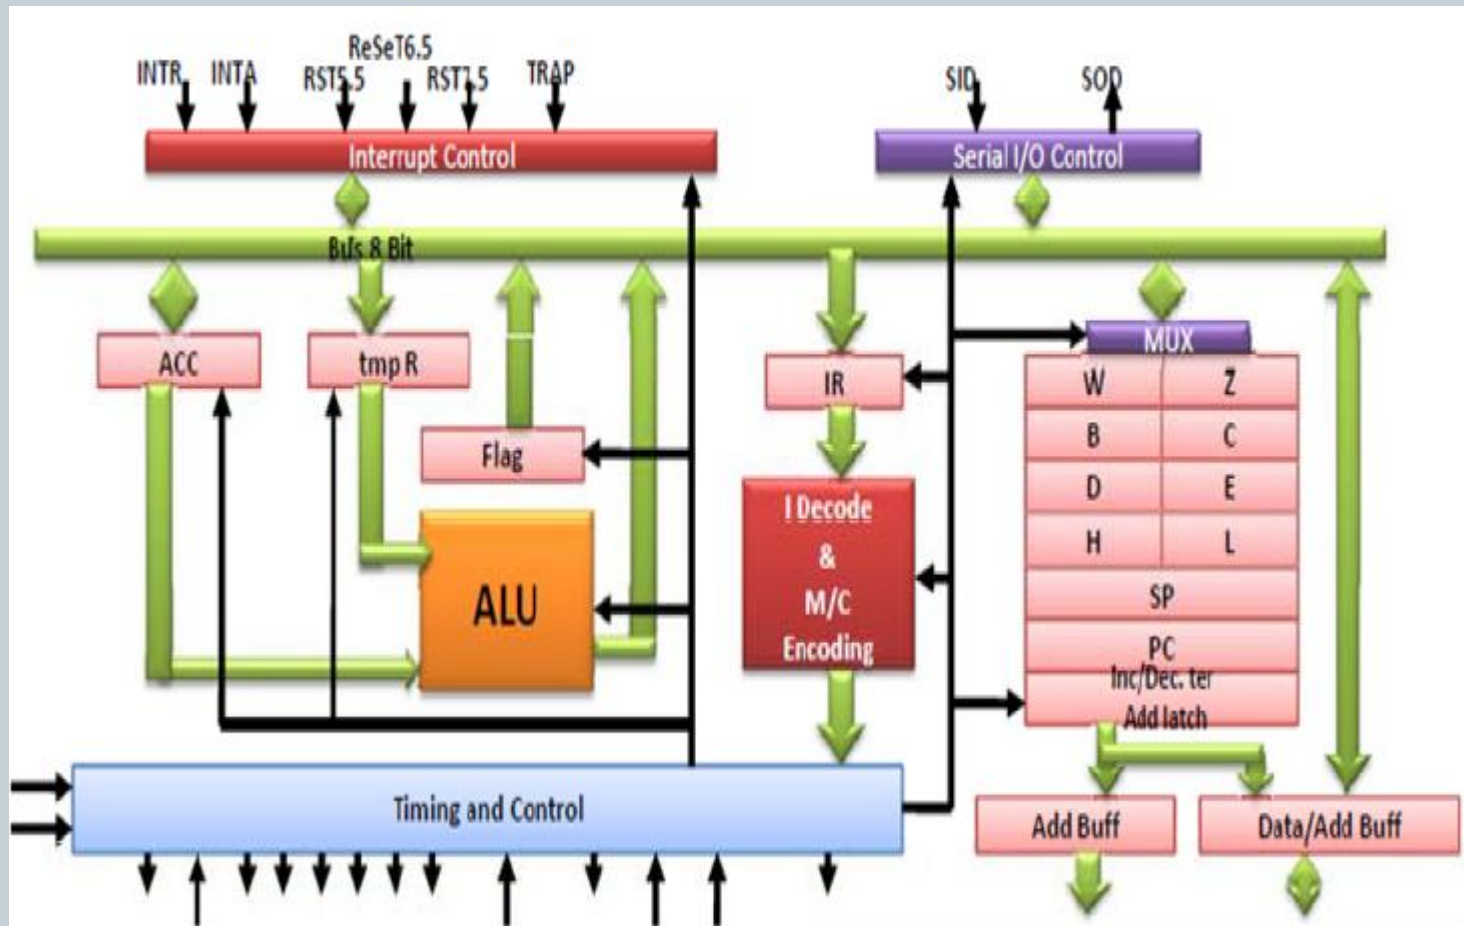 ReSeT6.5
INTR INTA RST5.5 RST7.5 TRAP SID SOD
Interrupt Control
Serial I/O Control
Bus 8 Bit
ACC
tmp R
Flag
ALU
IR
I Decode
&
M/C
Encoding
MUX
W Z
B C
D E
H L
SP
PC
Inc/Dec. ter
Add latch
Timing and Control
Add Buff
Data/Add Buff